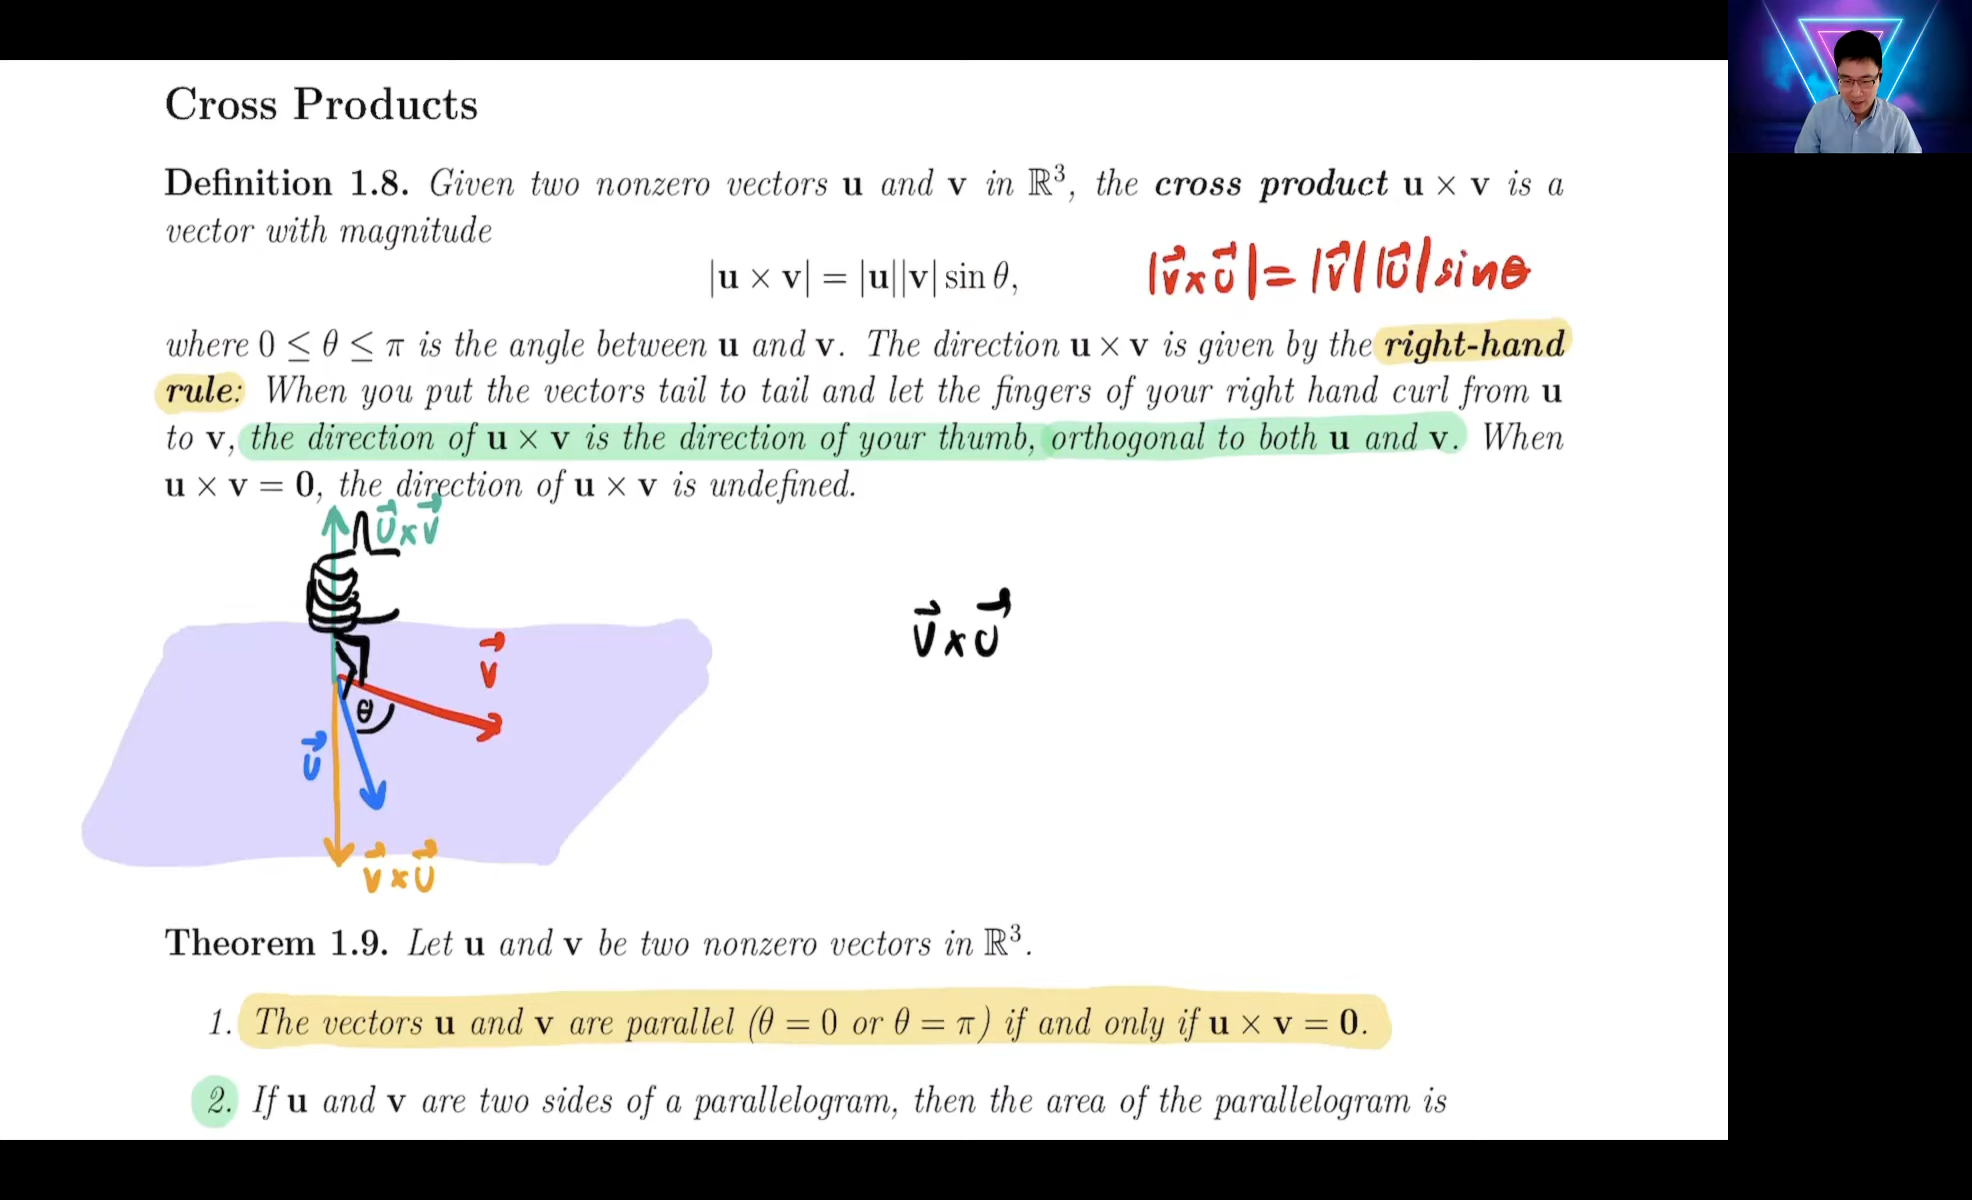 Cross Products
Definition 1.8. Given two nonzero vectors u and v in ℝ³, the cross product u × v is a
vector with magnitude
|u × v| = |u||v| sin θ,
|v⃗×u⃗|=|v⃗||u⃗|sinθ
where 0 ≤ θ ≤ π is the angle between u and v. The direction u × v is given by the right-hand
rule: When you put the vectors tail to tail and let the fingers of your right hand curl from u
to v, the direction of u × v is the direction of your thumb, orthogonal to both u and v. When
u × v = 0, the direction of u × v is undefined.
u⃗×v⃗
v⃗×u⃗
v⃗
θ
u⃗
v⃗×u⃗
Theorem 1.9. Let u and v be two nonzero vectors in ℝ³.
1. The vectors u and v are parallel (θ = 0 or θ = π) if and only if u × v = 0.
2. If u and v are two sides of a parallelogram, then the area of the parallelogram is